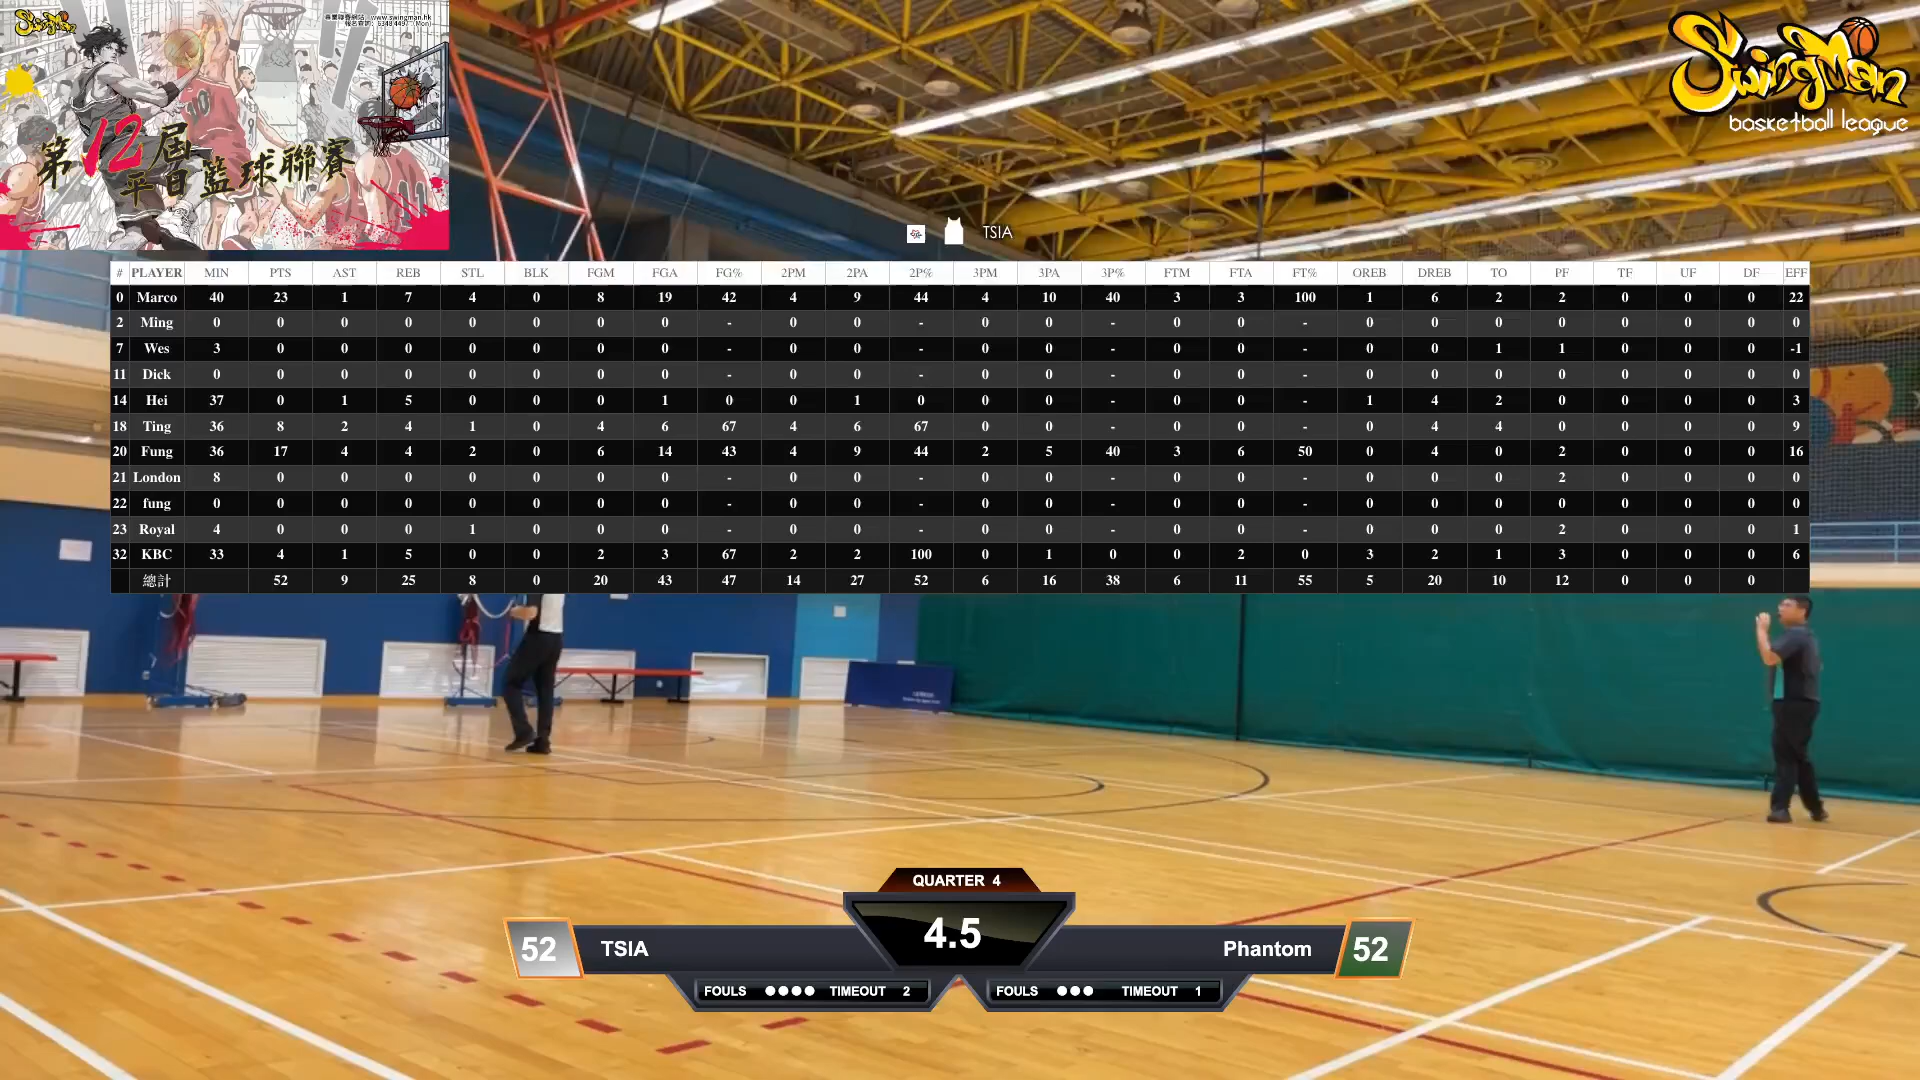 SwingMan
專業聯賽網站 : www.swingman.hk
報名查詢 : 6348 4497 (Mon)
第12屆
平日籃球聯賽
SwingMan
basketball league
TSIA
# PLAYER MIN PTS AST REB STL BLK FGM FGA FG% 2PM 2PA 2P% 3PM 3PA 3P% FTM FTA FT% OREB DREB TO PF TF UF DF EFF
0 Marco 40 23 1 7 4 0 8 19 42 4 9 44 4 10 40 3 3 100 1 6 2 2 0 0 0 22
2 Ming 0 0 0 0 0 0 0 0 - 0 0 - 0 0 - 0 0 - 0 0 0 0 0 0 0 0
7 Wes 3 0 0 0 0 0 0 0 - 0 0 - 0 0 - 0 0 - 0 0 1 1 0 0 0 -1
11 Dick 0 0 0 0 0 0 0 0 - 0 0 - 0 0 - 0 0 - 0 0 0 0 0 0 0 0
14 Hei 37 0 1 5 0 0 0 1 0 0 1 0 0 0 - 0 0 - 1 4 2 0 0 0 0 3
18 Ting 36 8 2 4 1 0 4 6 67 4 6 67 0 0 - 0 0 - 0 4 4 0 0 0 0 9
20 Fung 36 17 4 4 2 0 6 14 43 4 9 44 2 5 40 3 6 50 0 4 0 2 0 0 0 16
21 London 8 0 0 0 0 0 0 0 - 0 0 - 0 0 - 0 0 - 0 0 0 2 0 0 0 0
22 fung 0 0 0 0 0 0 0 0 - 0 0 - 0 0 - 0 0 - 0 0 0 0 0 0 0 0
23 Royal 4 0 0 0 1 0 0 0 - 0 0 - 0 0 - 0 0 - 0 0 0 2 0 0 0 1
32 KBC 33 4 1 5 0 0 2 3 67 2 2 100 0 1 0 0 2 0 3 2 1 3 0 0 0 6
總計 52 9 25 8 0 20 43 47 14 27 52 6 16 38 6 11 55 5 20 10 12 0 0 0
QUARTER 4
4.5
52 TSIA
Phantom 52
FOULS TIMEOUT 2
FOULS TIMEOUT 1